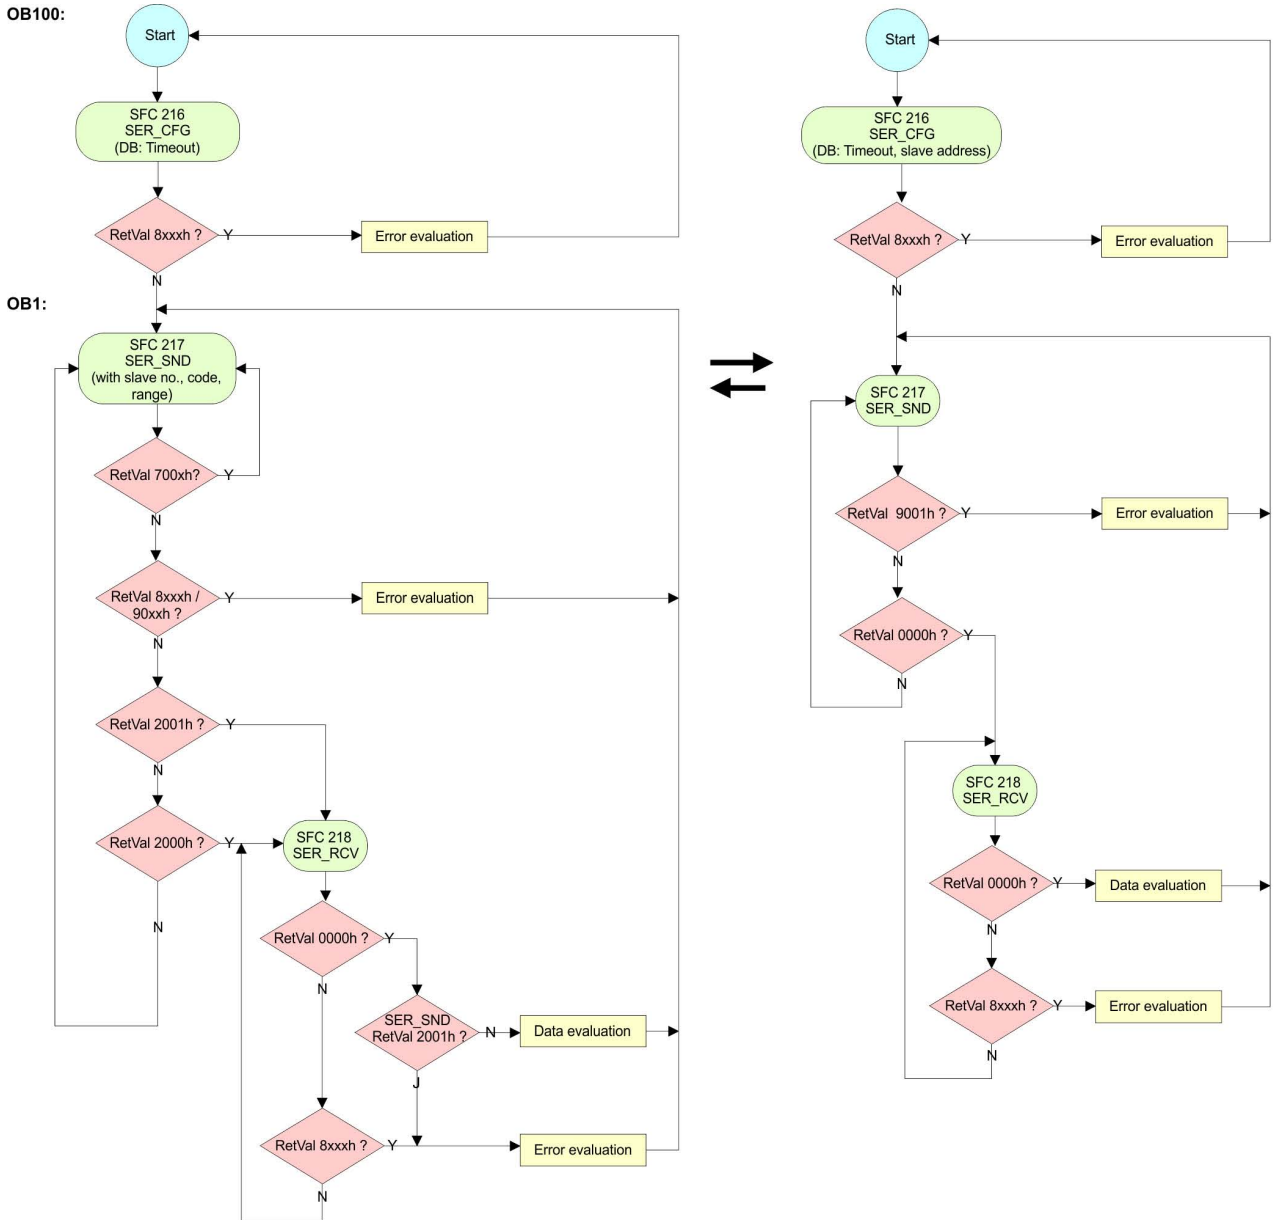 OB100:
Start
SFC 216
SER_CFG
(DB: Timeout)
RetVal 8xxxh ?
Y
Error evaluation
N
OB1:
SFC 217
SER_SND
(with slave no., code,
range)
RetVal 700xh?
Y
N
RetVal 8xxxh /
90xxh ?
Y
Error evaluation
N
RetVal 2001h ?
Y
N
RetVal 2000h ?
Y
N
SFC 218
SER_RCV
RetVal 0000h ?
Y
N
SER_SND
RetVal 2001h ?
N
Data evaluation
J
RetVal 8xxxh ?
Y
Error evaluation
N
Start
SFC 216
SER_CFG
(DB: Timeout, slave address)
RetVal 8xxxh ?
Y
Error evaluation
N
SFC 217
SER_SND
RetVal 9001h ?
Y
Error evaluation
N
RetVal 0000h ?
Y
N
SFC 218
SER_RCV
RetVal 0000h ?
Y
Data evaluation
N
RetVal 8xxxh ?
Y
Error evaluation
N